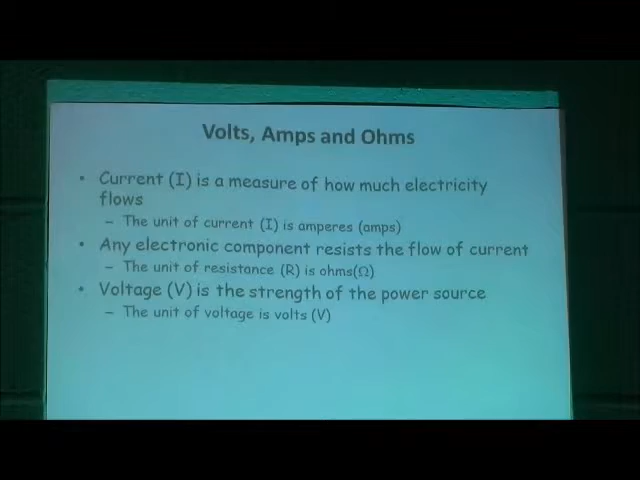 Volts, Amps and Ohms
• Current (I) is a measure of how much electricity
flows
– The unit of current (I) is amperes (amps)
• Any electronic component resists the flow of current
– The unit of resistance (R) is ohms(Ω)
• Voltage (V) is the strength of the power source
– The unit of voltage is volts (V)